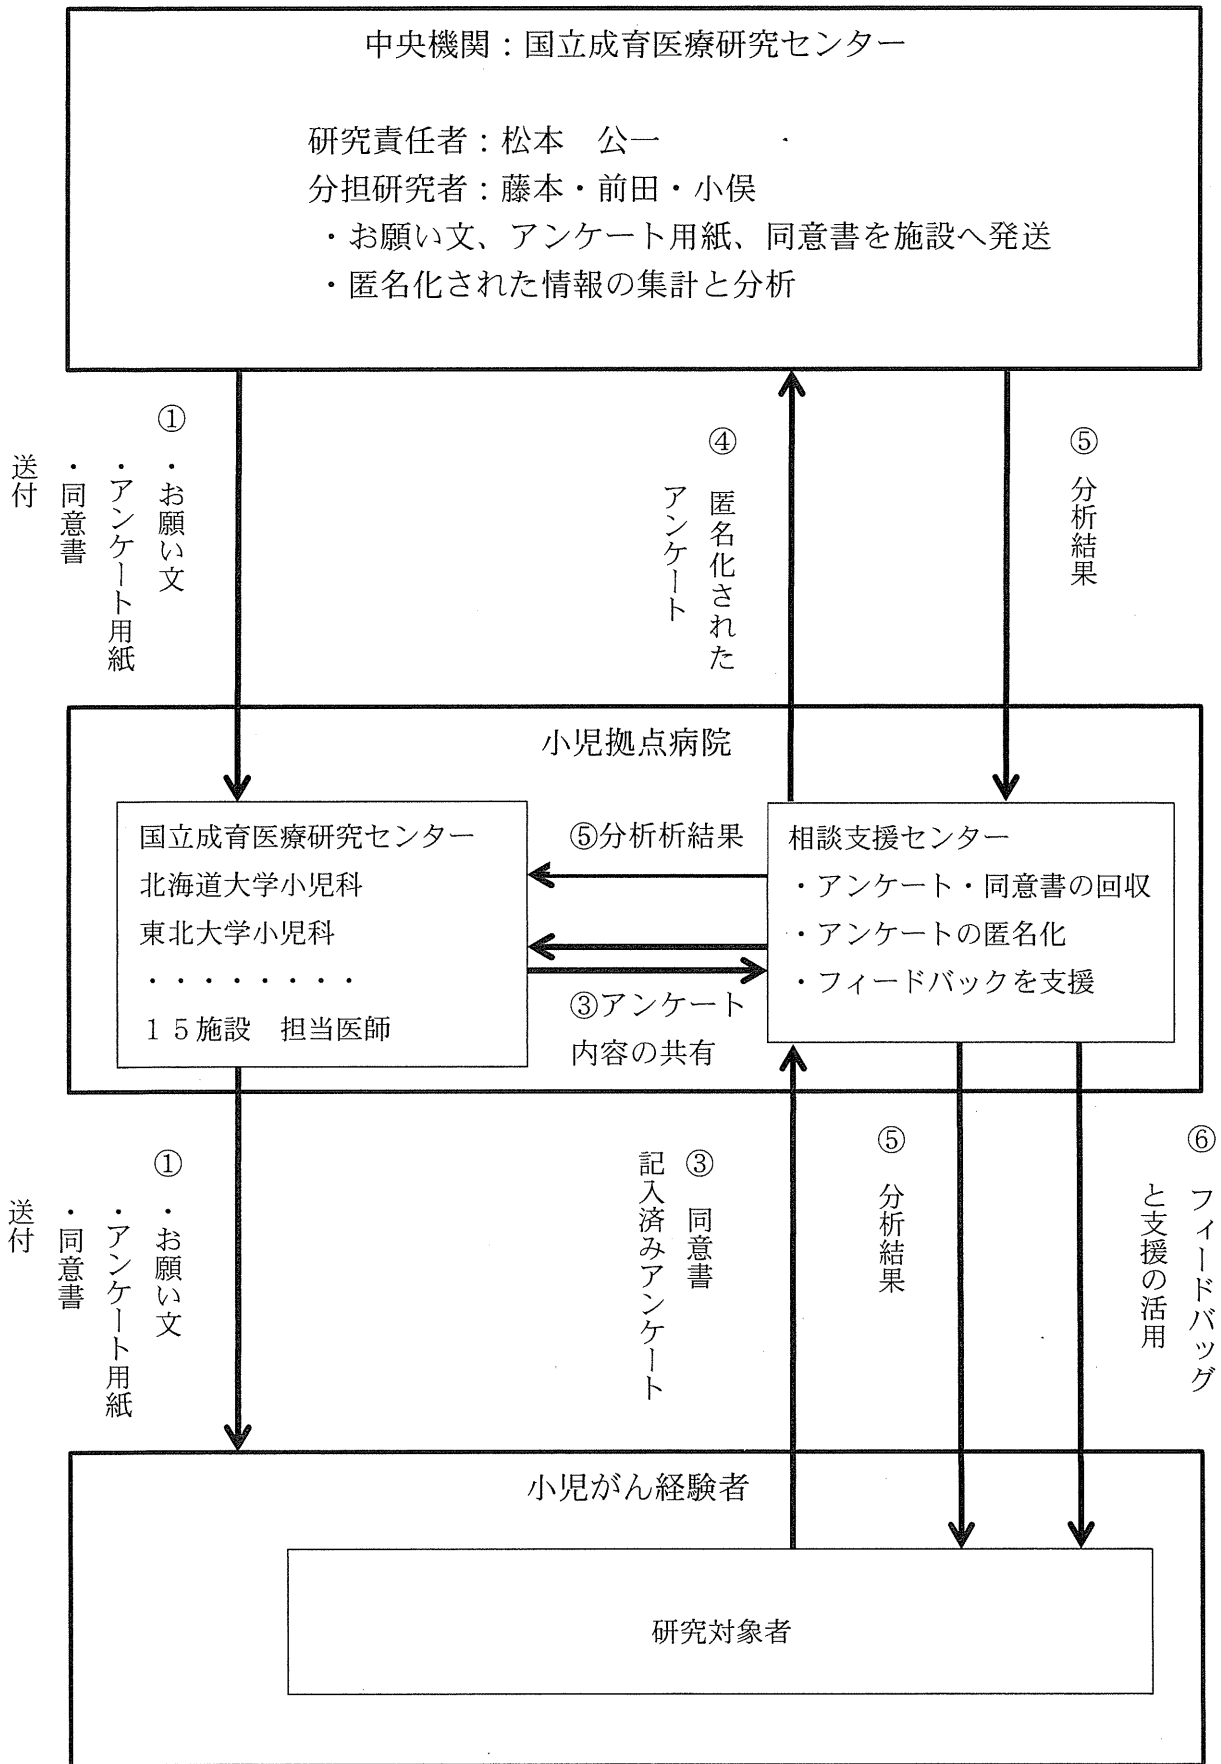 中央機関：国立成育医療研究センター
研究責任者：松本　公一
分担研究者：藤本・前田・小俣
・お願い文、アンケート用紙、同意書を施設へ発送
・匿名化された情報の集計と分析
①　・お願い文
・アンケート用紙
・同意書
送付
④　匿名化された
アンケート
⑤　分析結果
小児拠点病院
国立成育医療研究センター
北海道大学小児科
東北大学小児科
・・・・・・・・
１５施設　担当医師
⑤分析析結果
③アンケート
内容の共有
相談支援センター
・アンケート・同意書の回収
・アンケートの匿名化
・フィードバックを支援
①　・お願い文
・アンケート用紙
・同意書
送付
③　同意書
記入済みアンケート
⑤　分析結果
⑥　フィードバッグ
と支援の活用
小児がん経験者
研究対象者